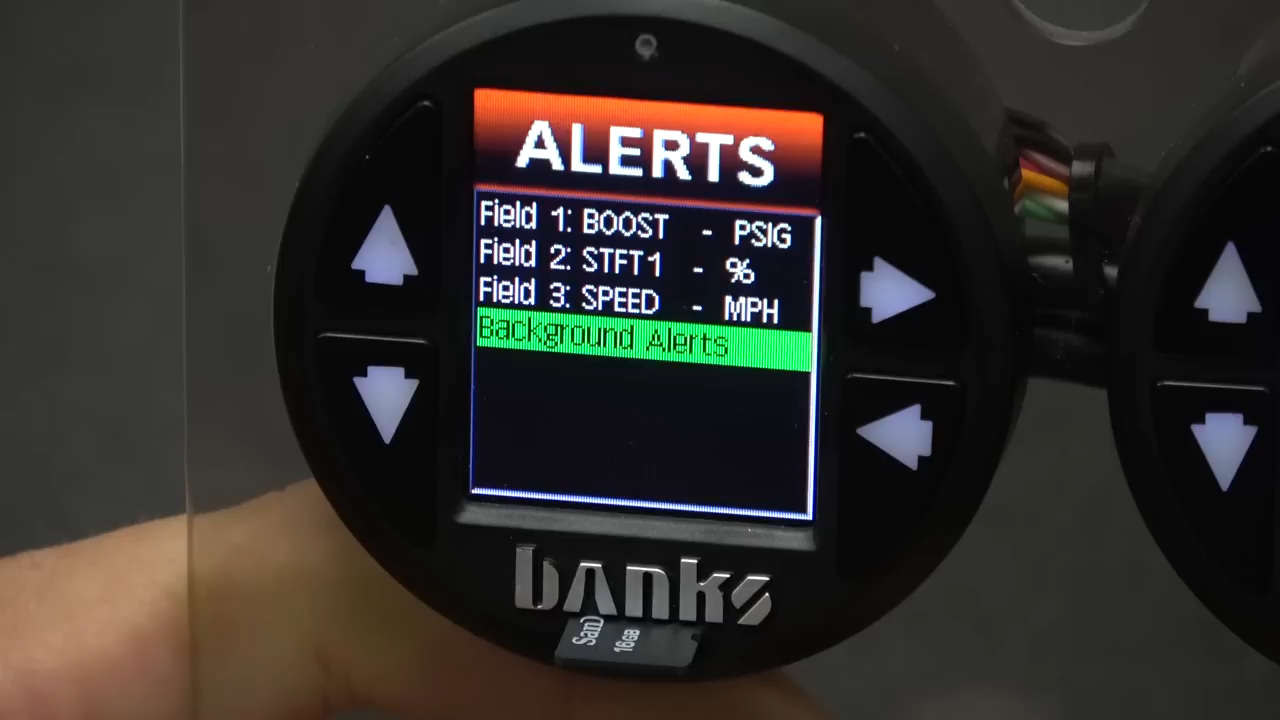 ALERTS
Field 1: BOOST - PSIG
Field 2: STFT1 - %
Field 3: SPEED - MPH
Background Alerts
banks
San
16GB